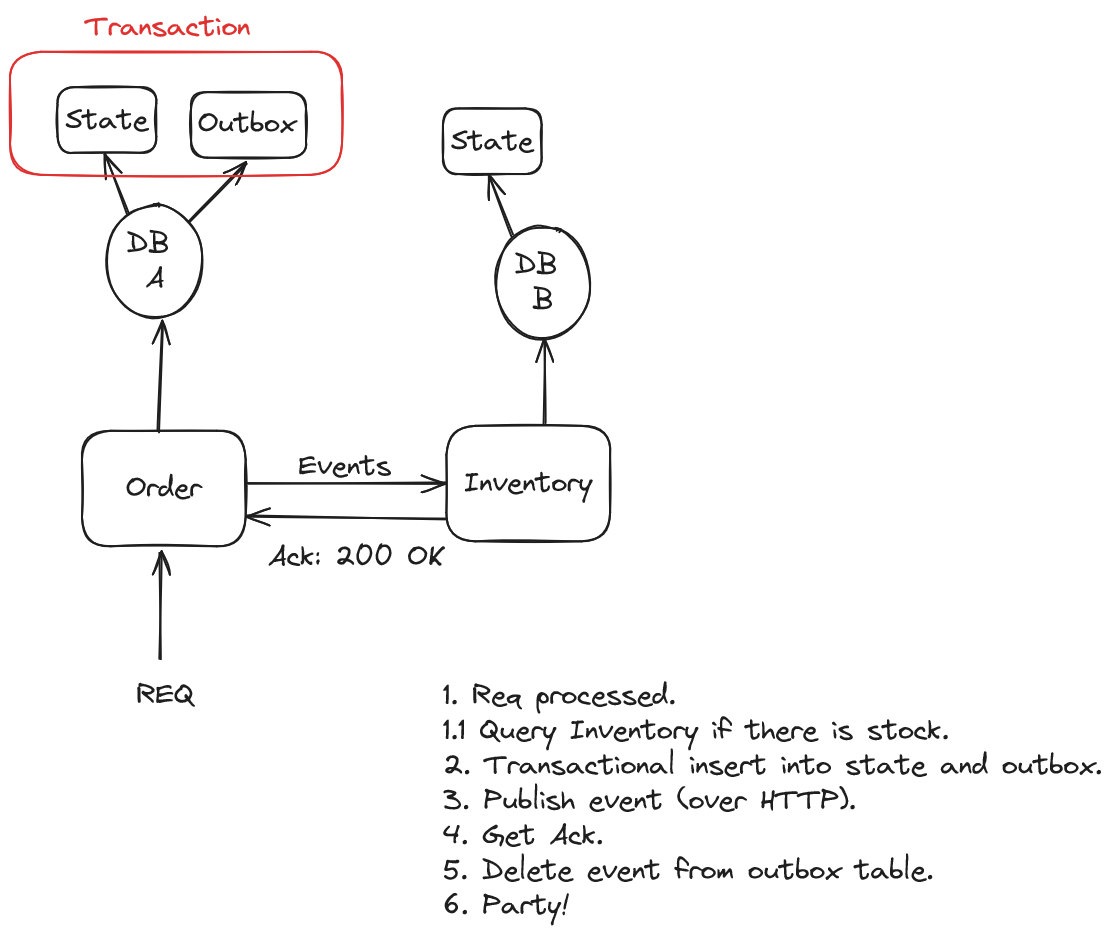 Transaction
State
Outbox
State
DB
A
DB
B
Order
Events
Inventory
Ack: 200 OK
REQ
1. Req processed.
1.1 Query Inventory if there is stock.
2. Transactional insert into state and outbox.
3. Publish event (over HTTP).
4. Get Ack.
5. Delete event from outbox table.
6. Party!